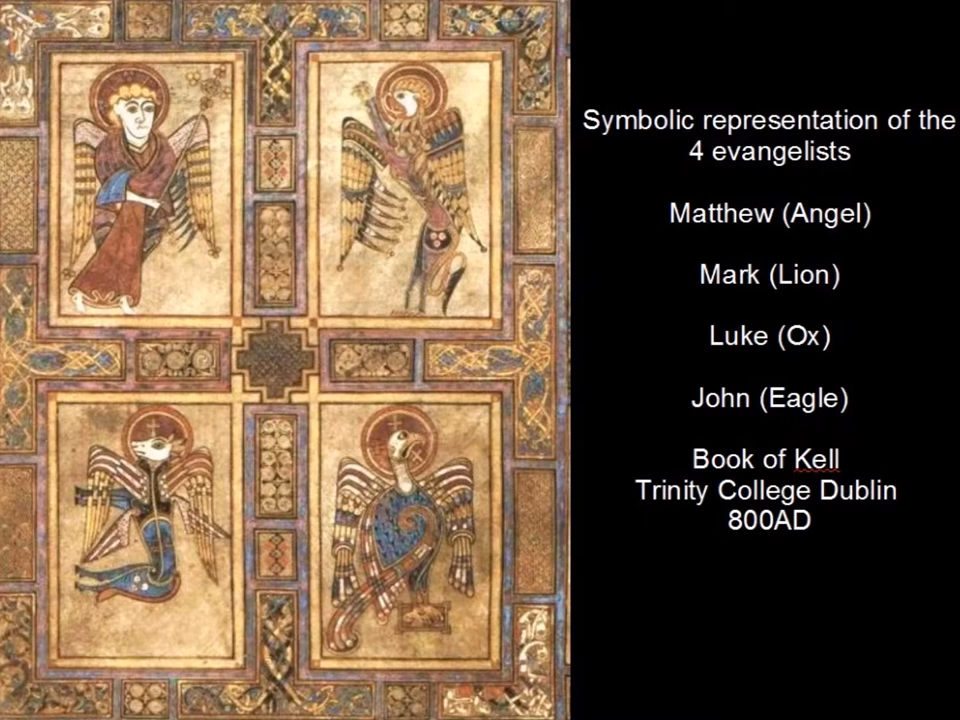 Symbolic representation of the
4 evangelists
Matthew (Angel)
Mark (Lion)
Luke (Ox)
John (Eagle)
Book of Kell
Trinity College Dublin
800AD